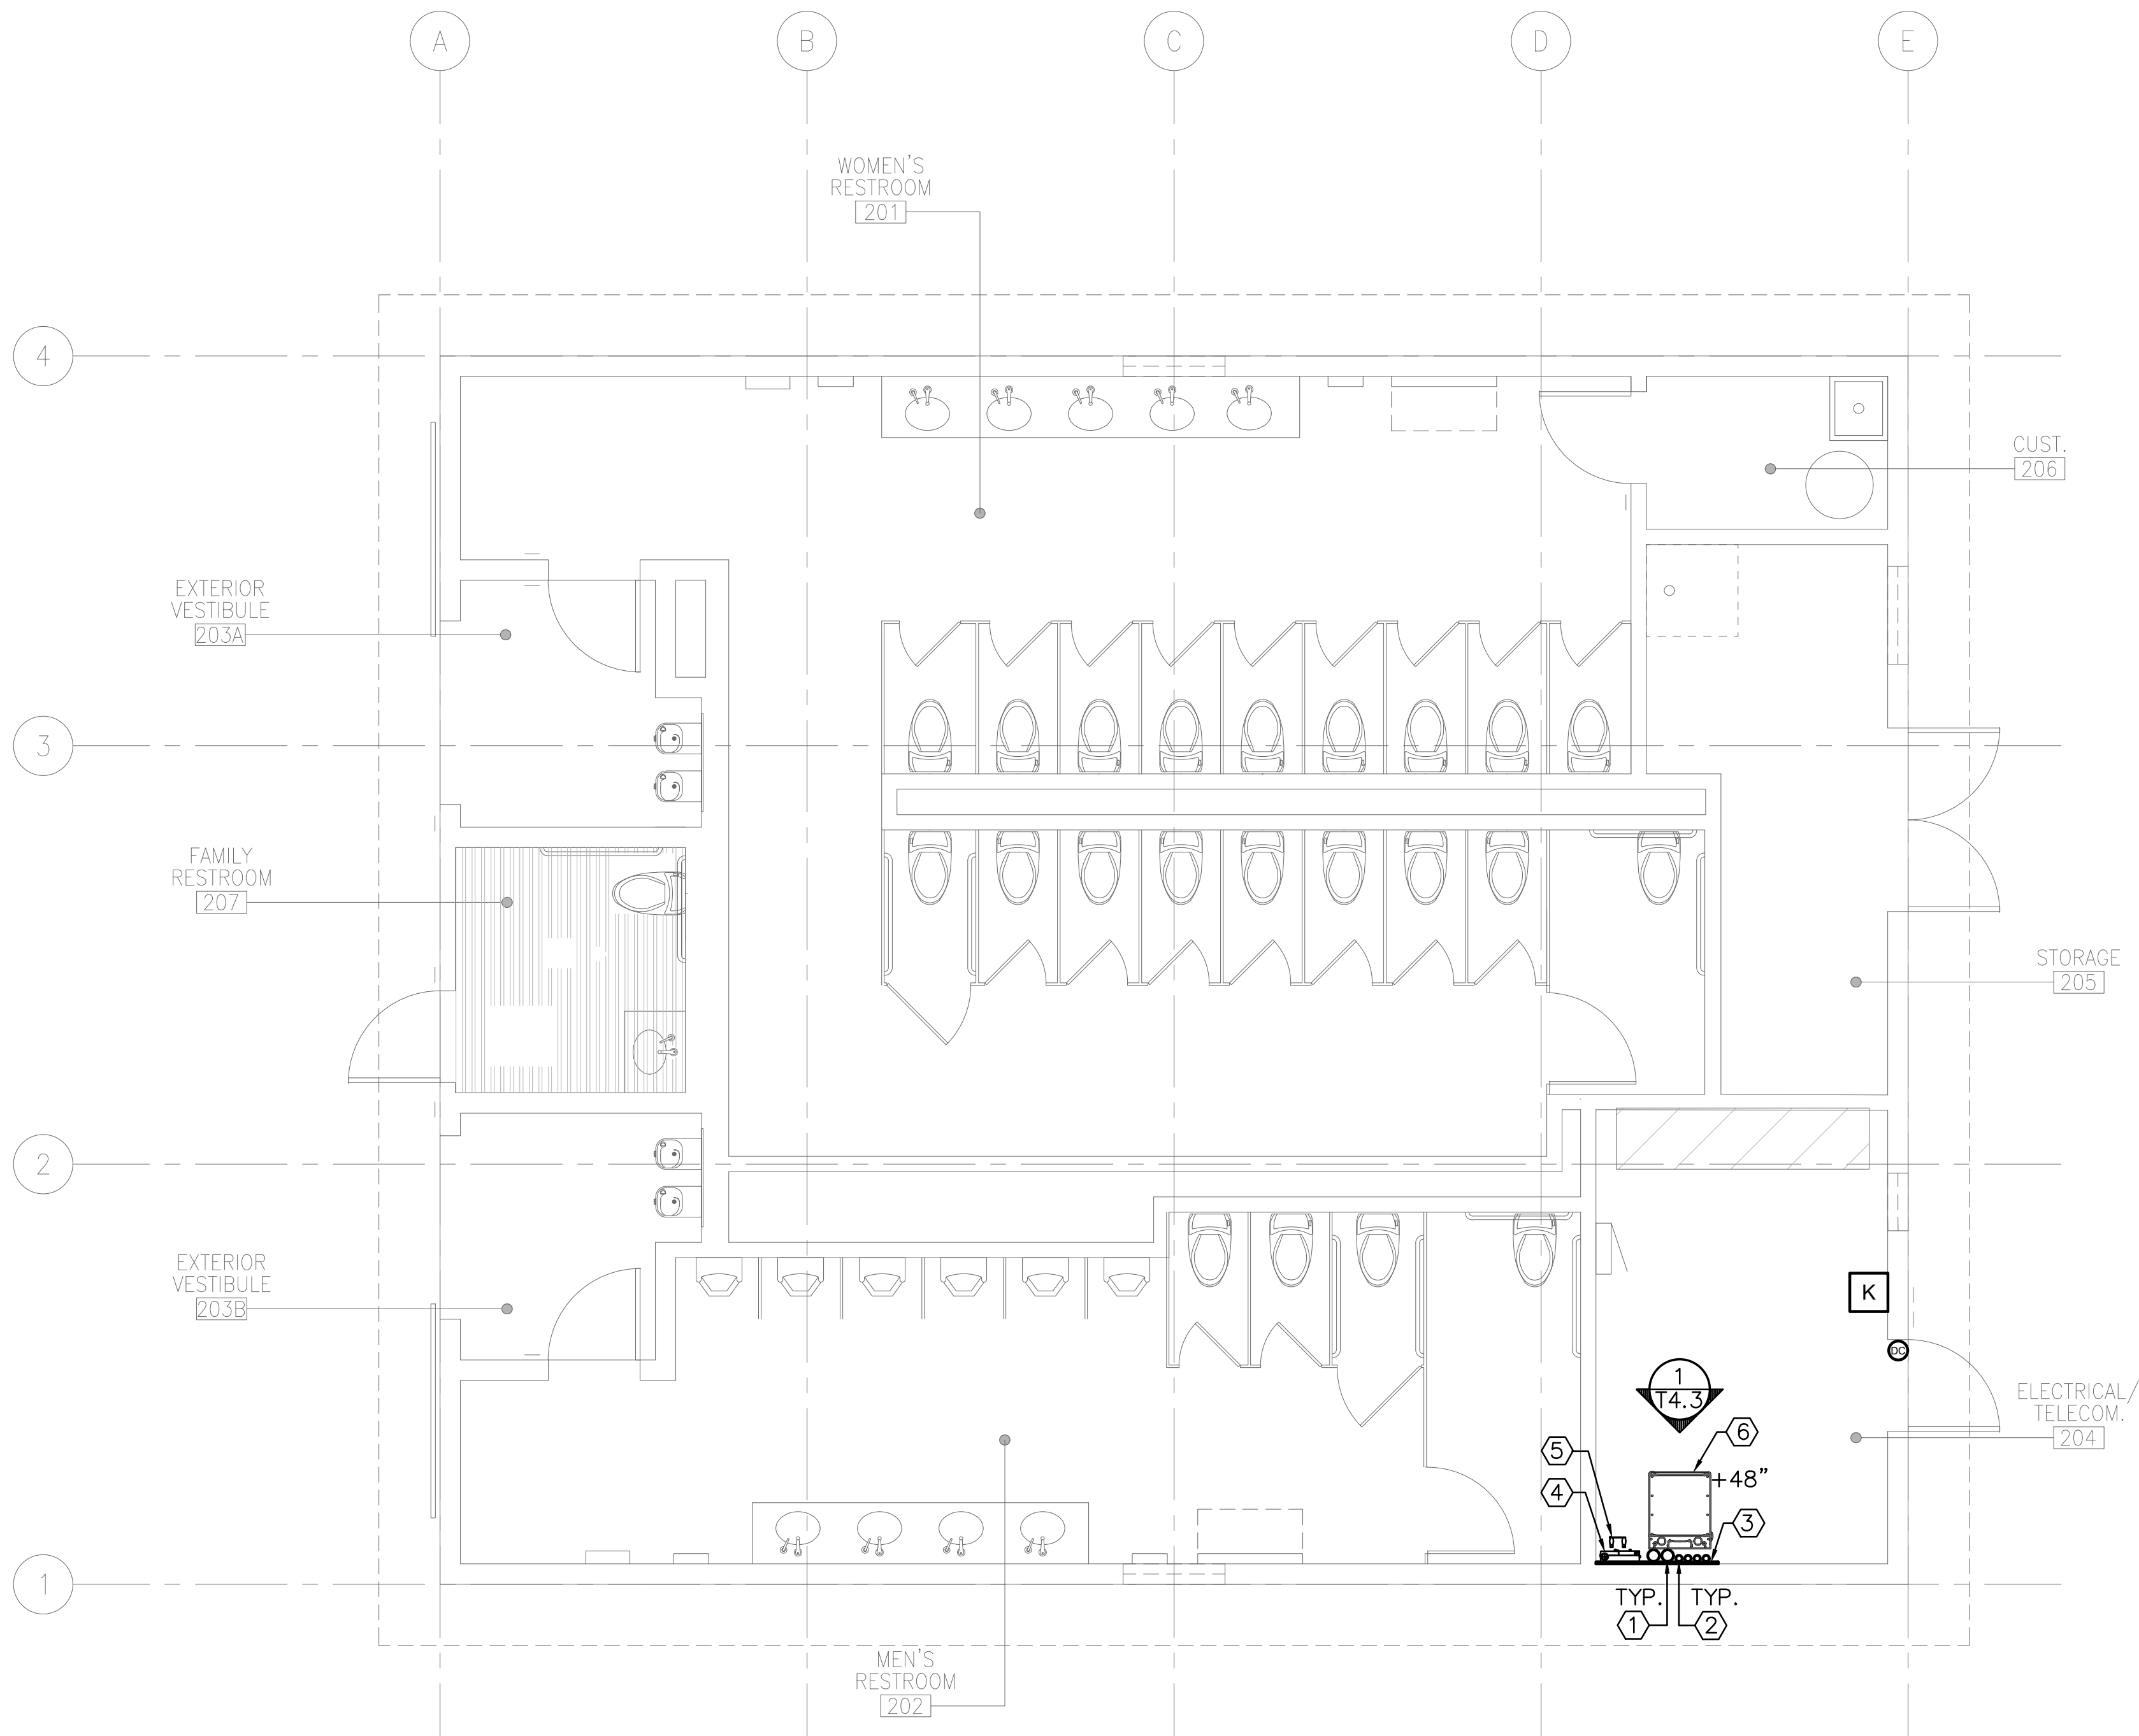 A
B
C
D
E
WOMEN'S
RESTROOM
201
4
CUST.
206
EXTERIOR
VESTIBULE
203A
3
FAMILY
RESTROOM
207
STORAGE
205
2
EXTERIOR
VESTIBULE
203B
K
DC
1
T4.3
ELECTRICAL/
TELECOM.
204
6
5
+48"
4
3
1
TYP.
1
TYP.
2
MEN'S
RESTROOM
202